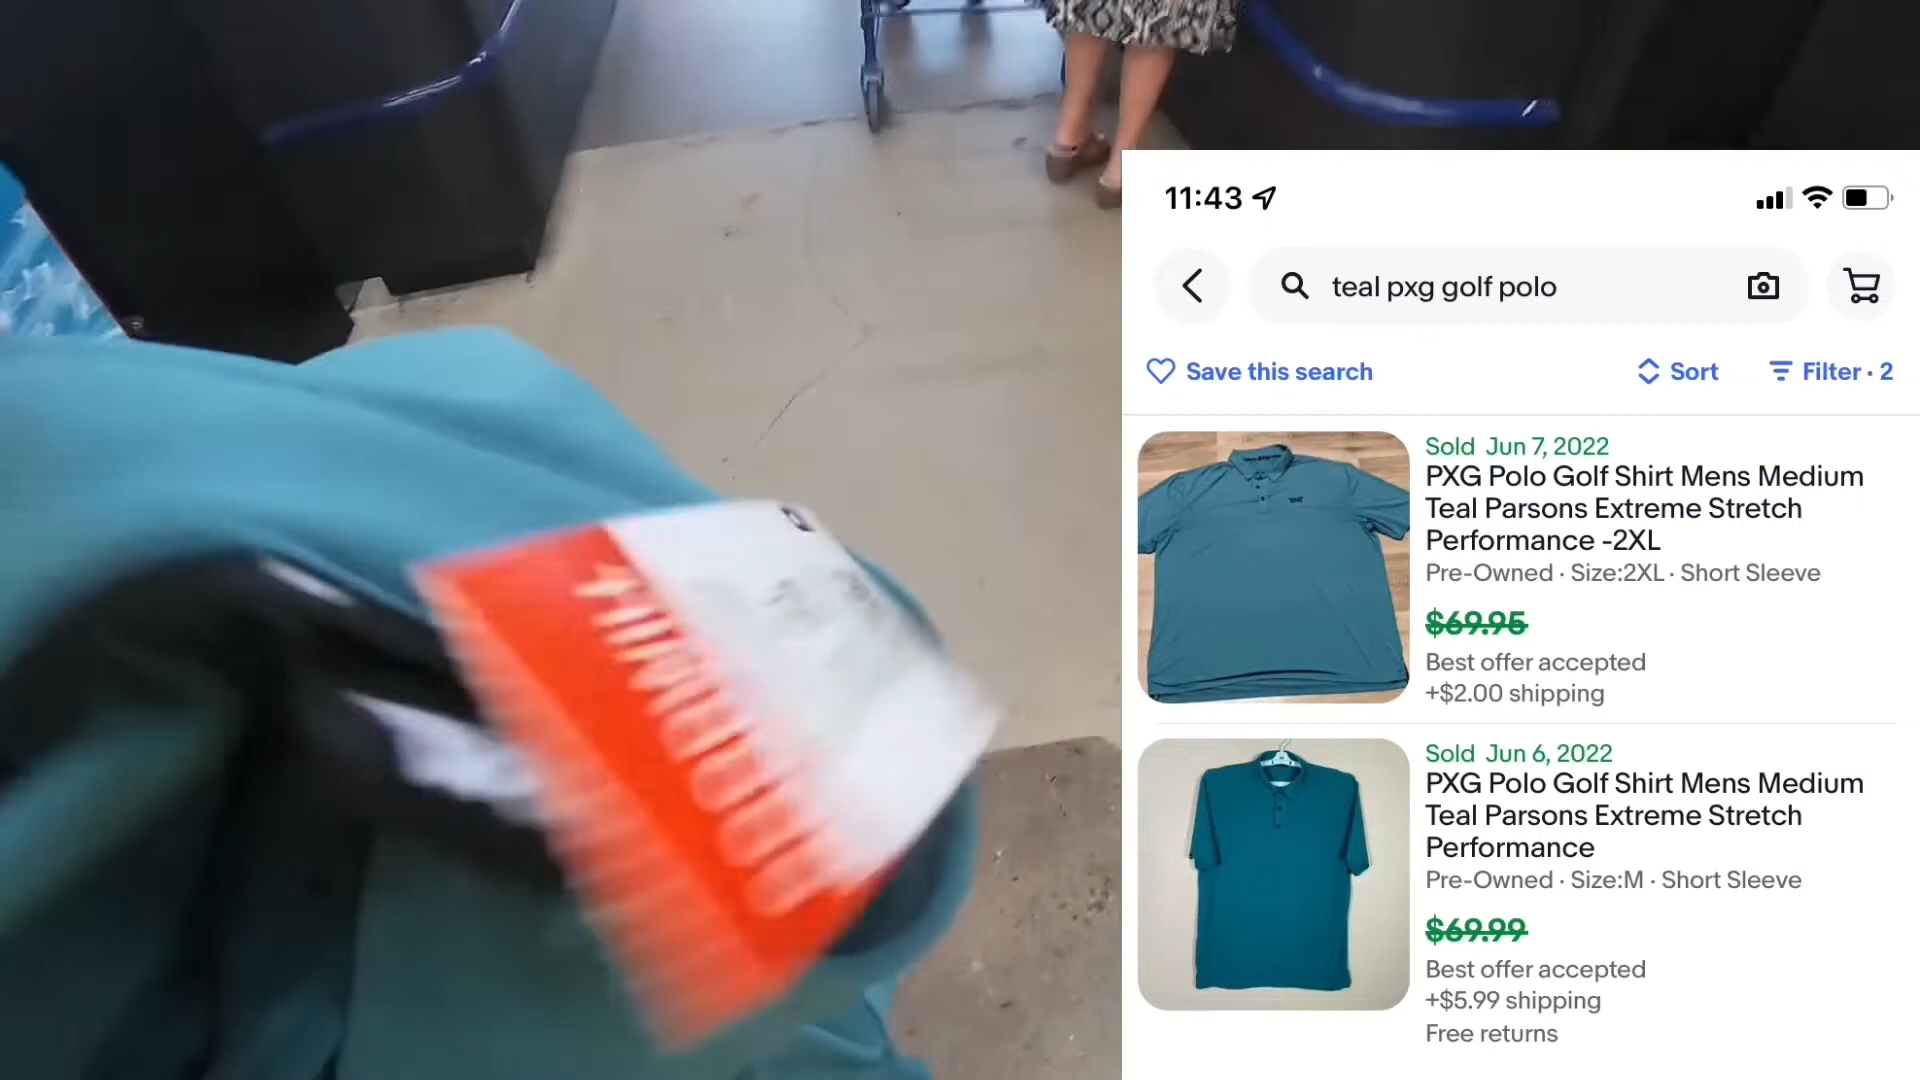 11:43
teal pxg golf polo
Save this search
Sort
Filter · 2
Sold Jun 7, 2022
PXG Polo Golf Shirt Mens Medium
Teal Parsons Extreme Stretch
Performance -2XL
Pre-Owned · Size:2XL · Short Sleeve
$69.95
Best offer accepted
+$2.00 shipping
Sold Jun 6, 2022
PXG Polo Golf Shirt Mens Medium
Teal Parsons Extreme Stretch
Performance
Pre-Owned · Size:M · Short Sleeve
$69.99
Best offer accepted
+$5.99 shipping
Free returns